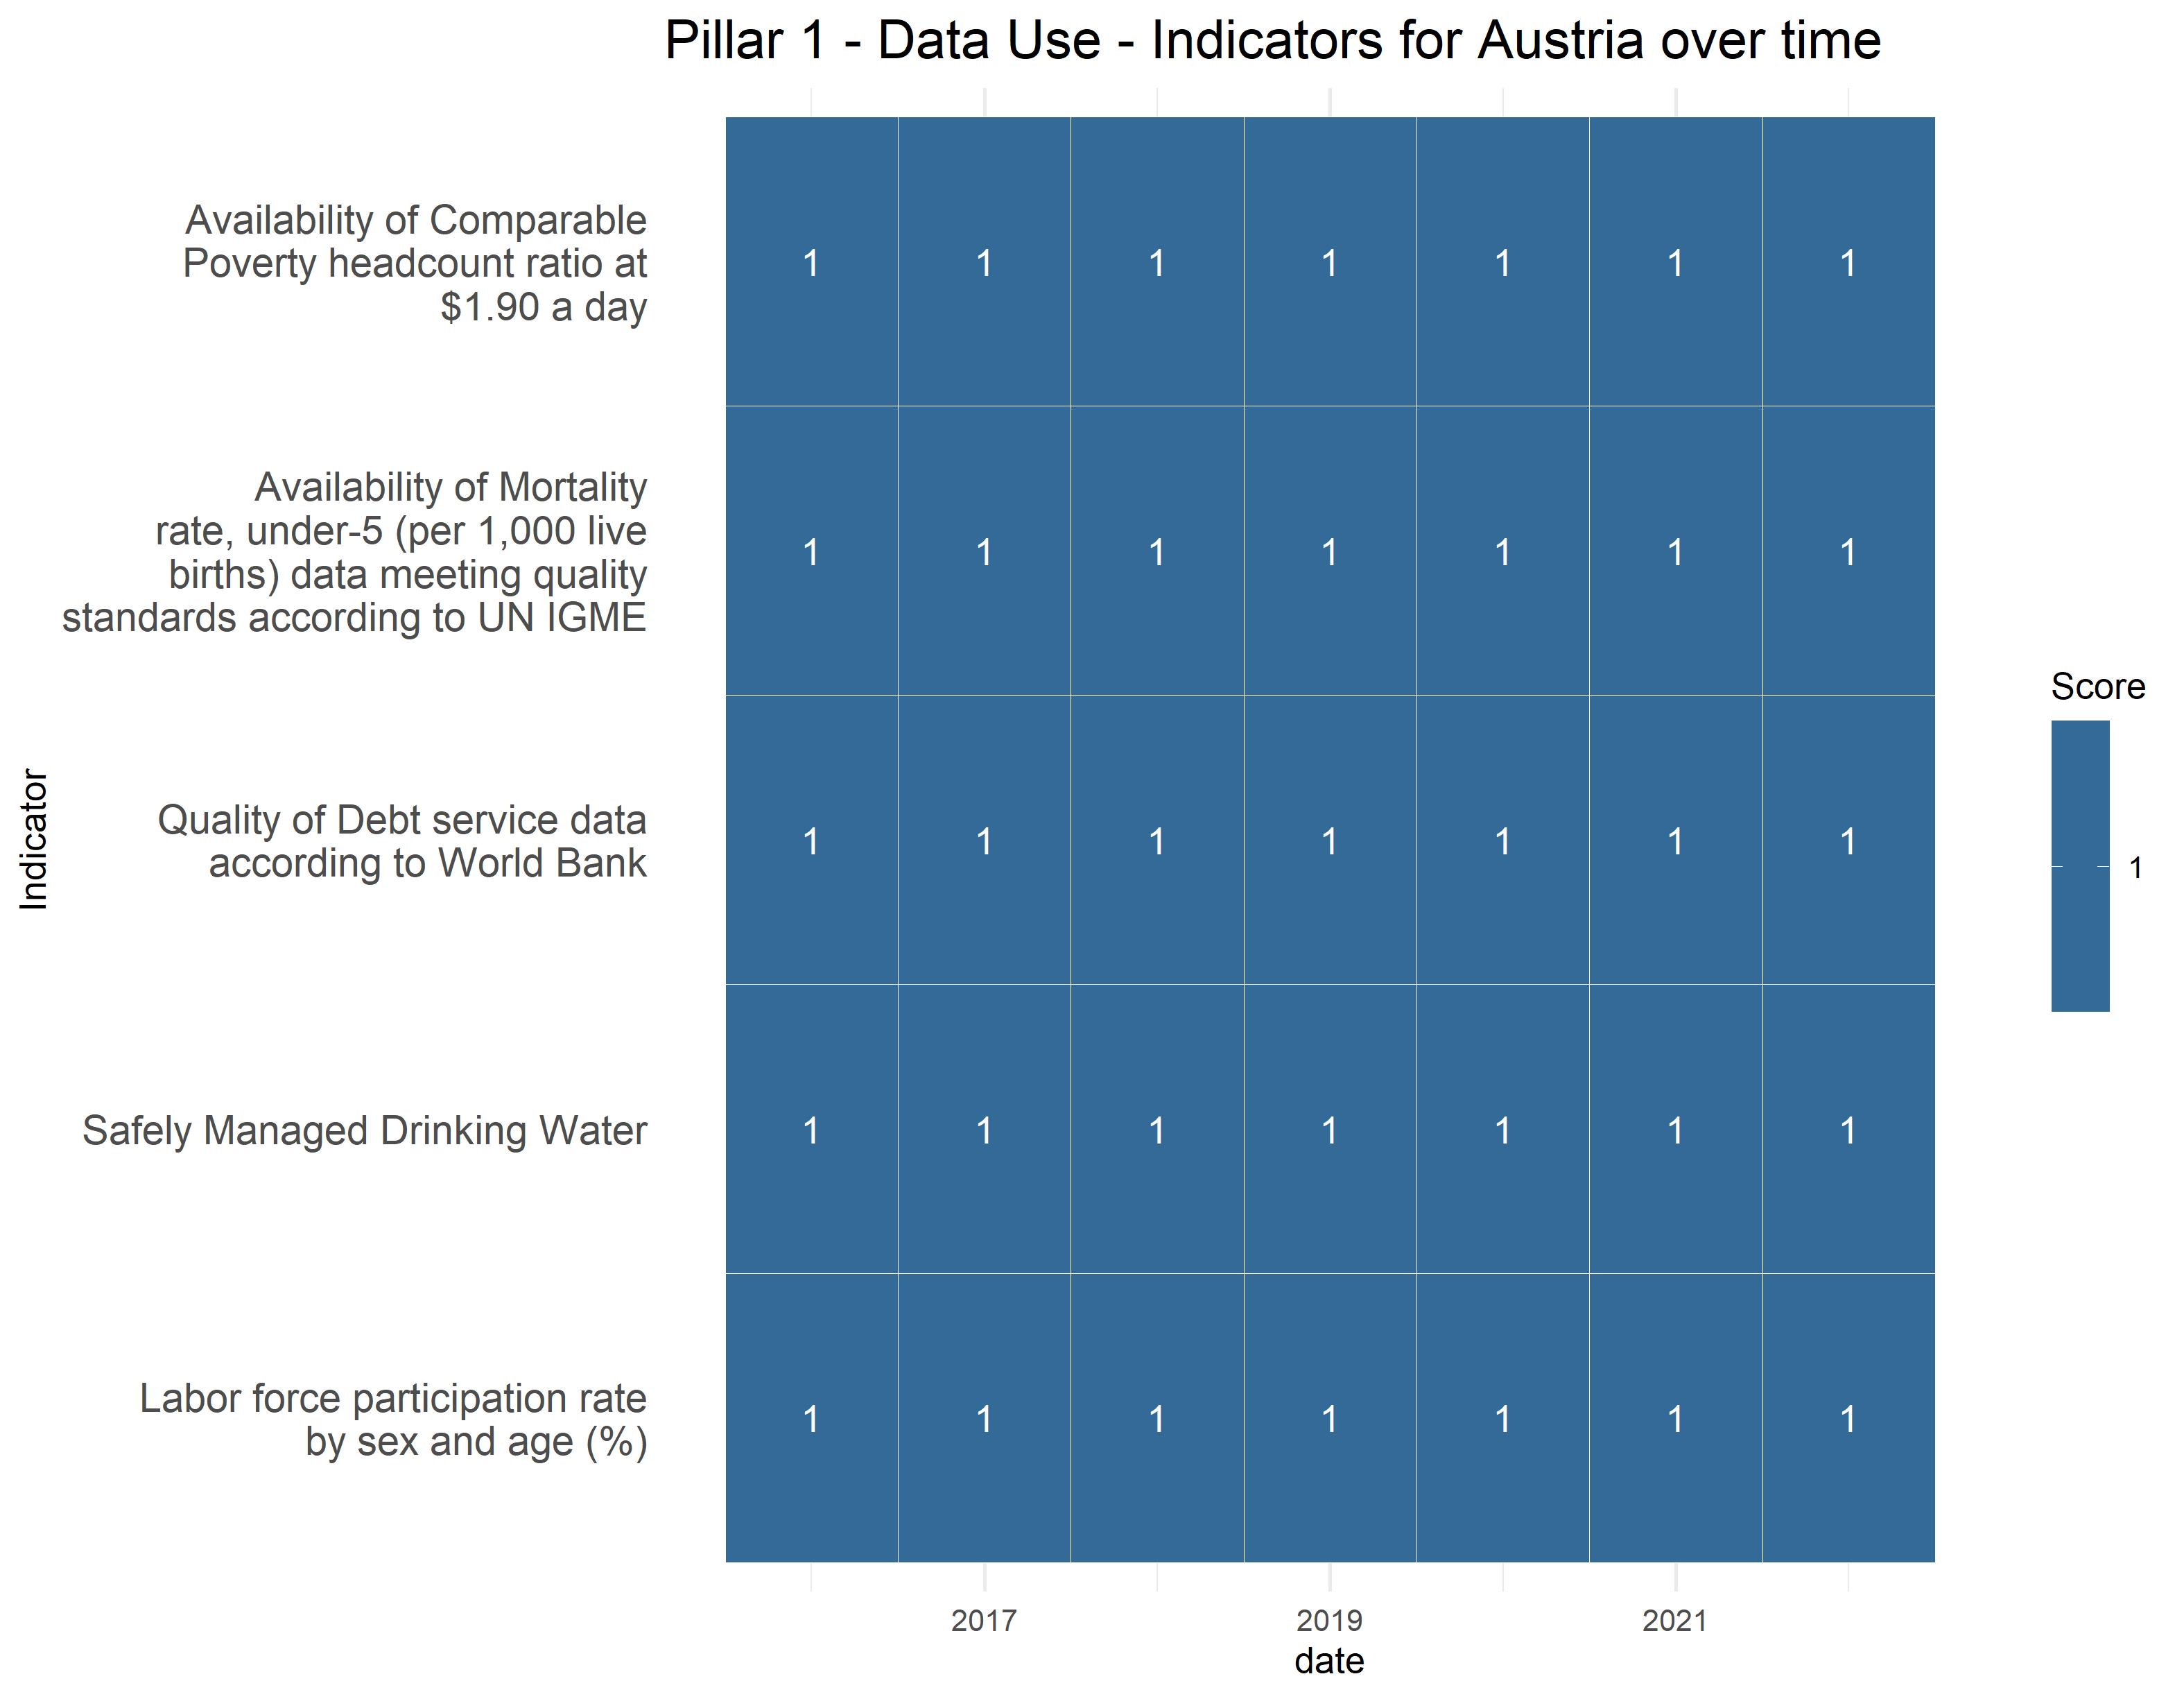 Pillar 1 - Data Use - Indicators for Austria over time
Indicator
Availability of Comparable
Poverty headcount ratio at
$1.90 a day
1 1 1 1 1 1 1
Availability of Mortality
rate, under-5 (per 1,000 live
births) data meeting quality
standards according to UN IGME
1 1 1 1 1 1 1
Quality of Debt service data
according to World Bank
1 1 1 1 1 1 1
Safely Managed Drinking Water
1 1 1 1 1 1 1
Labor force participation rate
by sex and age (%)
1 1 1 1 1 1 1
2017 2019 2021
date
Score
1